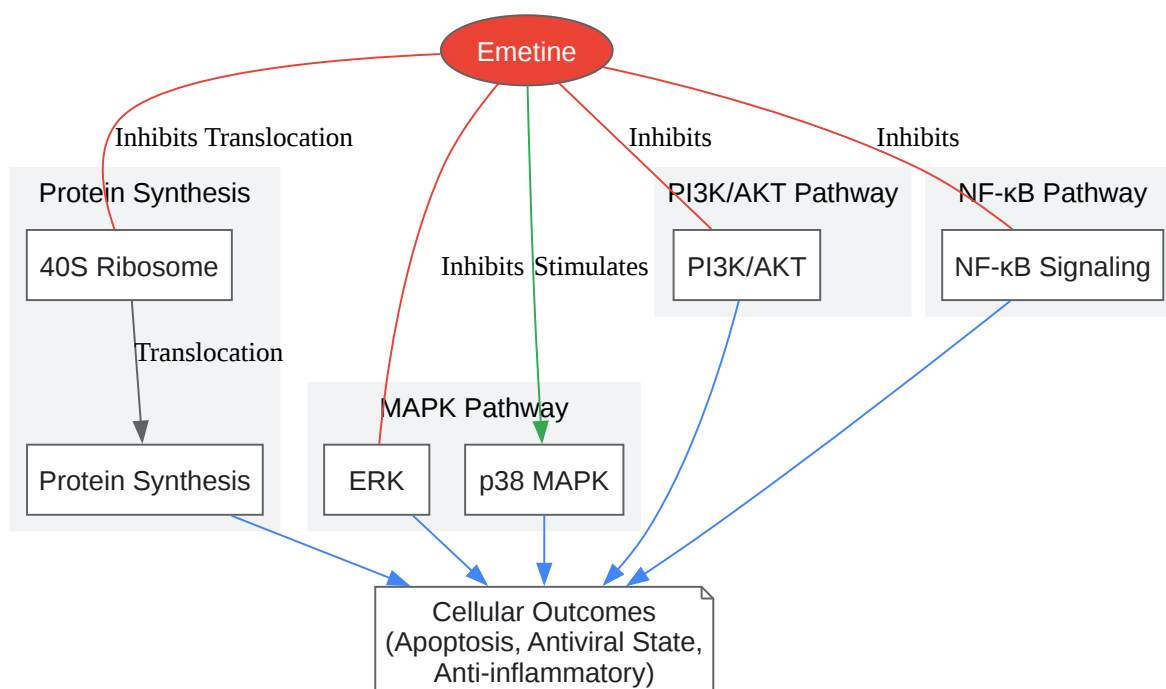 Emetine
Inhibits Translocation
Inhibits
Inhibits
Protein Synthesis
PI3K/AKT Pathway
NF-κB Pathway
40S Ribosome
Inhibits
Stimulates
PI3K/AKT
NF-κB Signaling
Translocation
MAPK Pathway
Protein Synthesis
ERK
p38 MAPK
Cellular Outcomes
(Apoptosis, Antiviral State,
Anti-inflammatory)